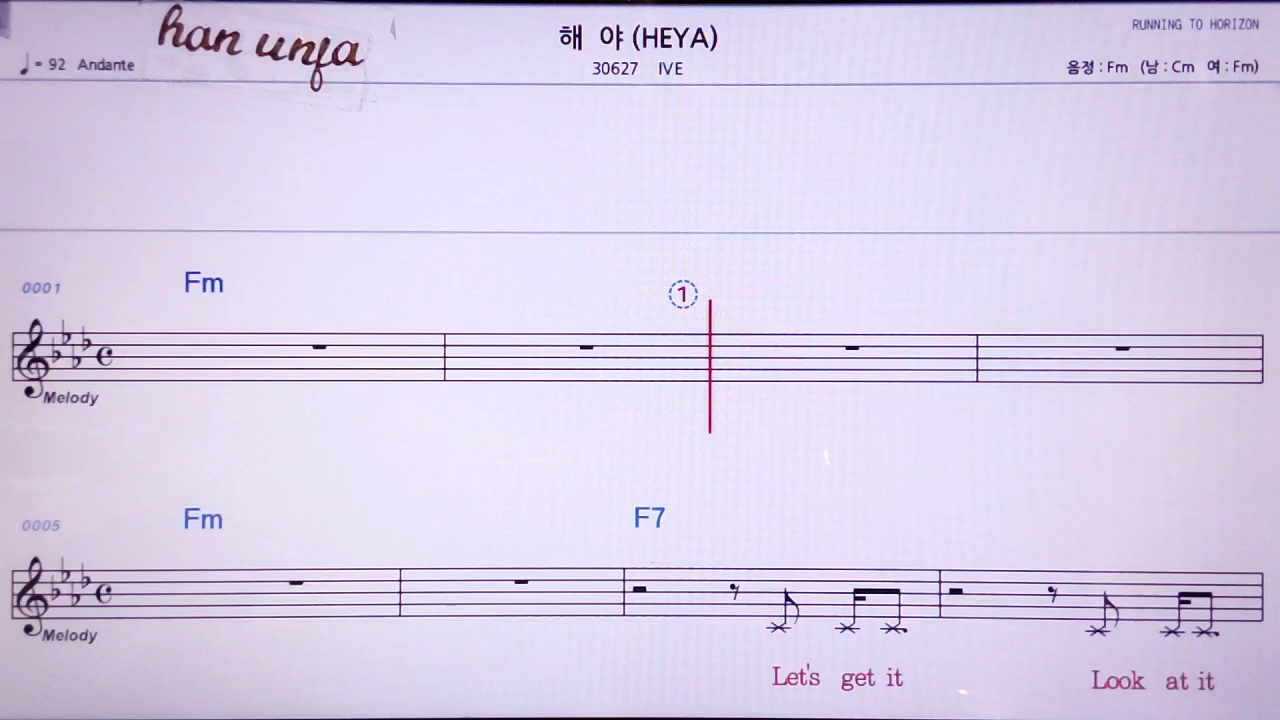 han unfa
해 야 (HEYA)
RUNNING TO HORIZON
♩ = 92 Andante
30627 IVE
음정 : Fm (남 : Cm 여 : Fm)
0001
Fm
1
Melody
0005
Fm
F7
Melody
Let's get it
Look at it